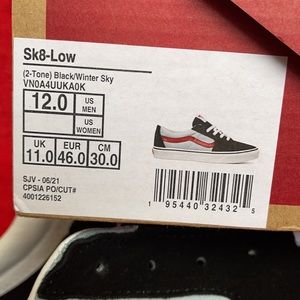 Sk8-Low
(2-Tone) Black/Winter Sky
VN0A4UUKA0K
12.0 US MEN
US WOMEN
UK EUR CM
11.0 46.0 30.0
SJV - 06/21
CPSIA PO/CUT#
4001226152
1 95440 32432 5